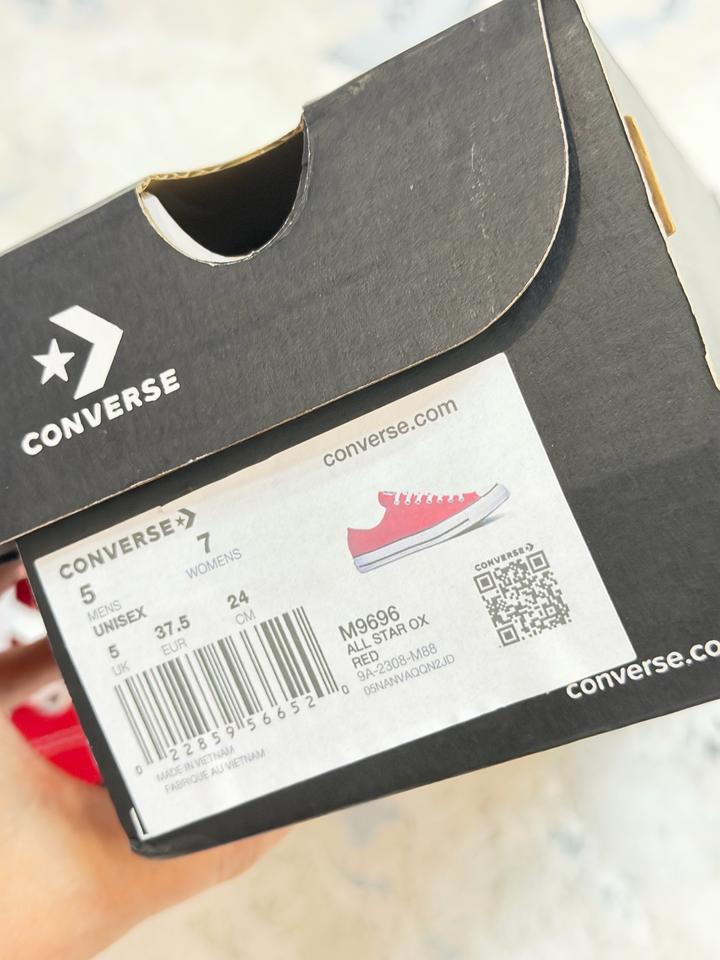 CONVERSE
converse.com
CONVERSE
5 7
MENS WOMENS
UNISEX
5 37.5 24
UK EUR CM
0 22859 56652 0
MADE IN VIETNAM
FABRIQUE AU VIETNAM
M9696
ALL STAR OX
RED
9A-2308-M88
05NANVAQQN2JD
CONVERSE
converse.co